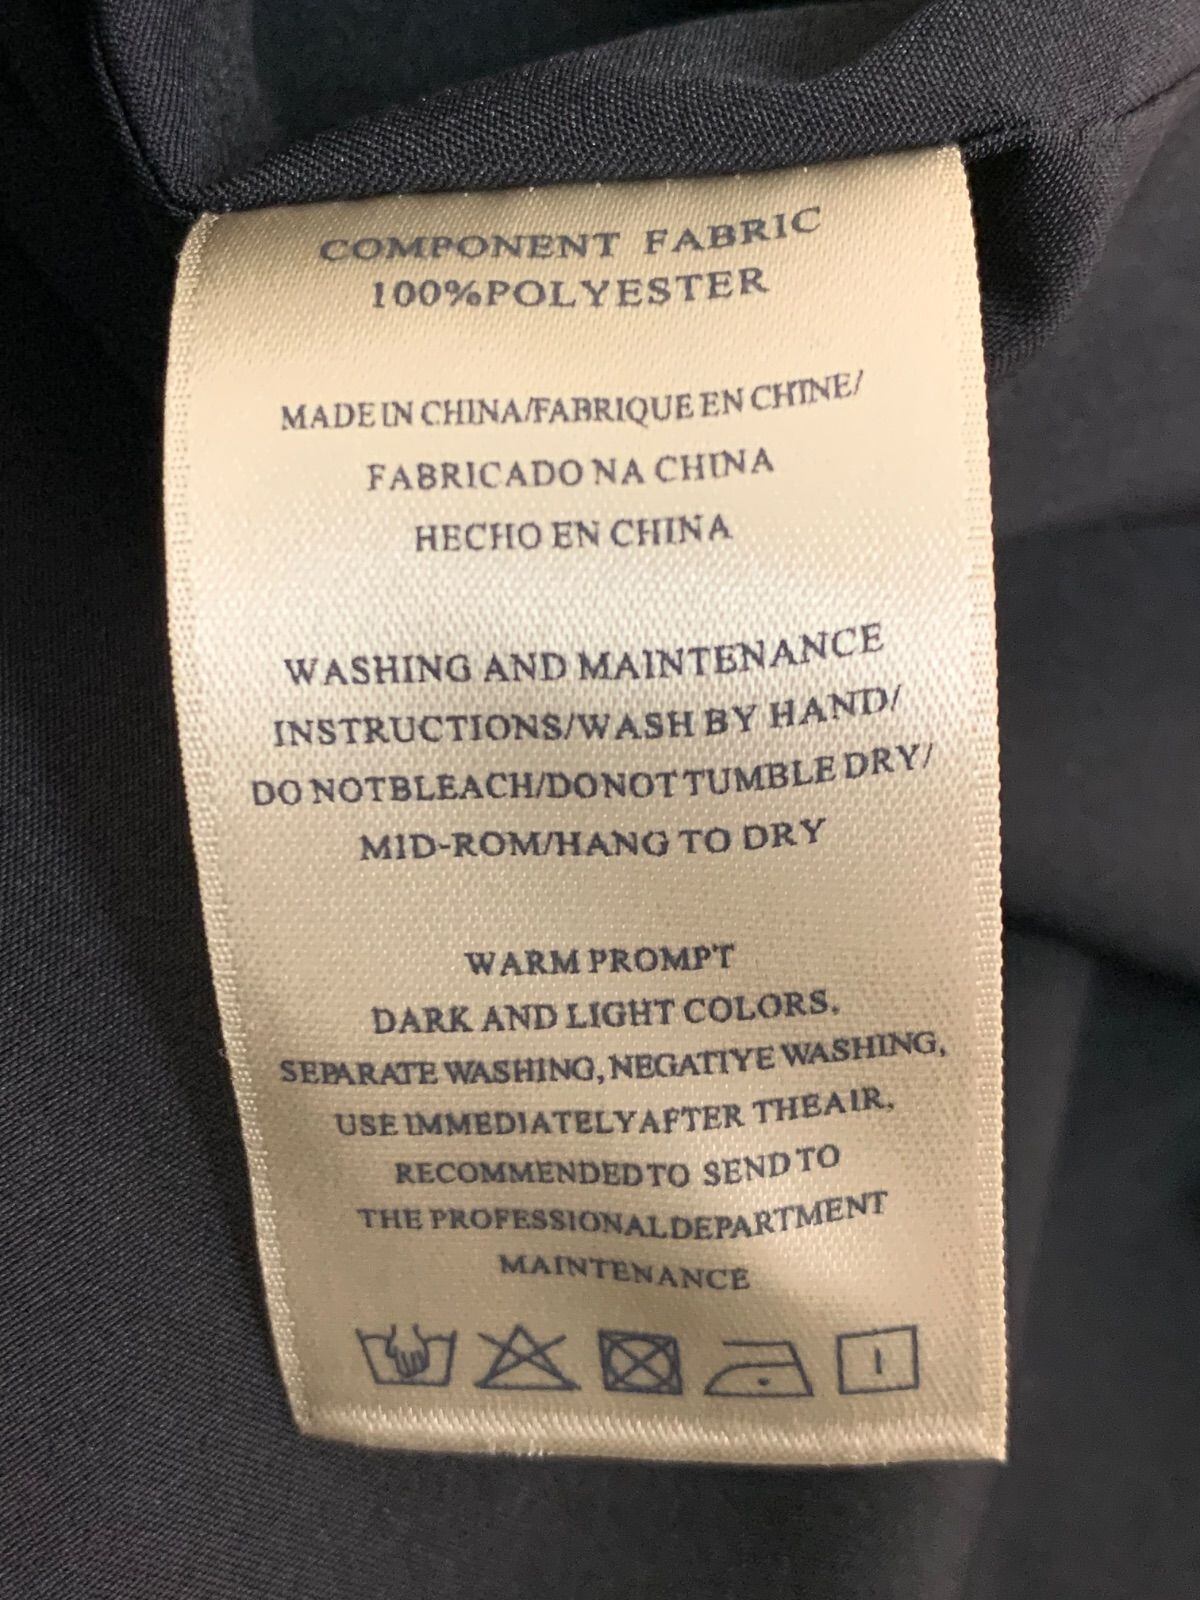 COMPONENT FABRIC
100%POLYESTER
MADE IN CHINA/FABRIQUE EN CHINE/
FABRICADO NA CHINA
HECHO EN CHINA
WASHING AND MAINTENANCE
INSTRUCTIONS/WASH BY HAND/
DO NOTBLEACH/DONOTTUMBLE DRY/
MID-ROM/HANG TO DRY
WARM PROMPT
DARK AND LIGHT COLORS,
SEPARATE WASHING, NEGATIYE WASHING,
USE IMMEDIATELYAFTER THEAIR,
RECOMMENDEDTO SEND TO
THE PROFESSIONALDEPARTMENT
MAINTENANCE